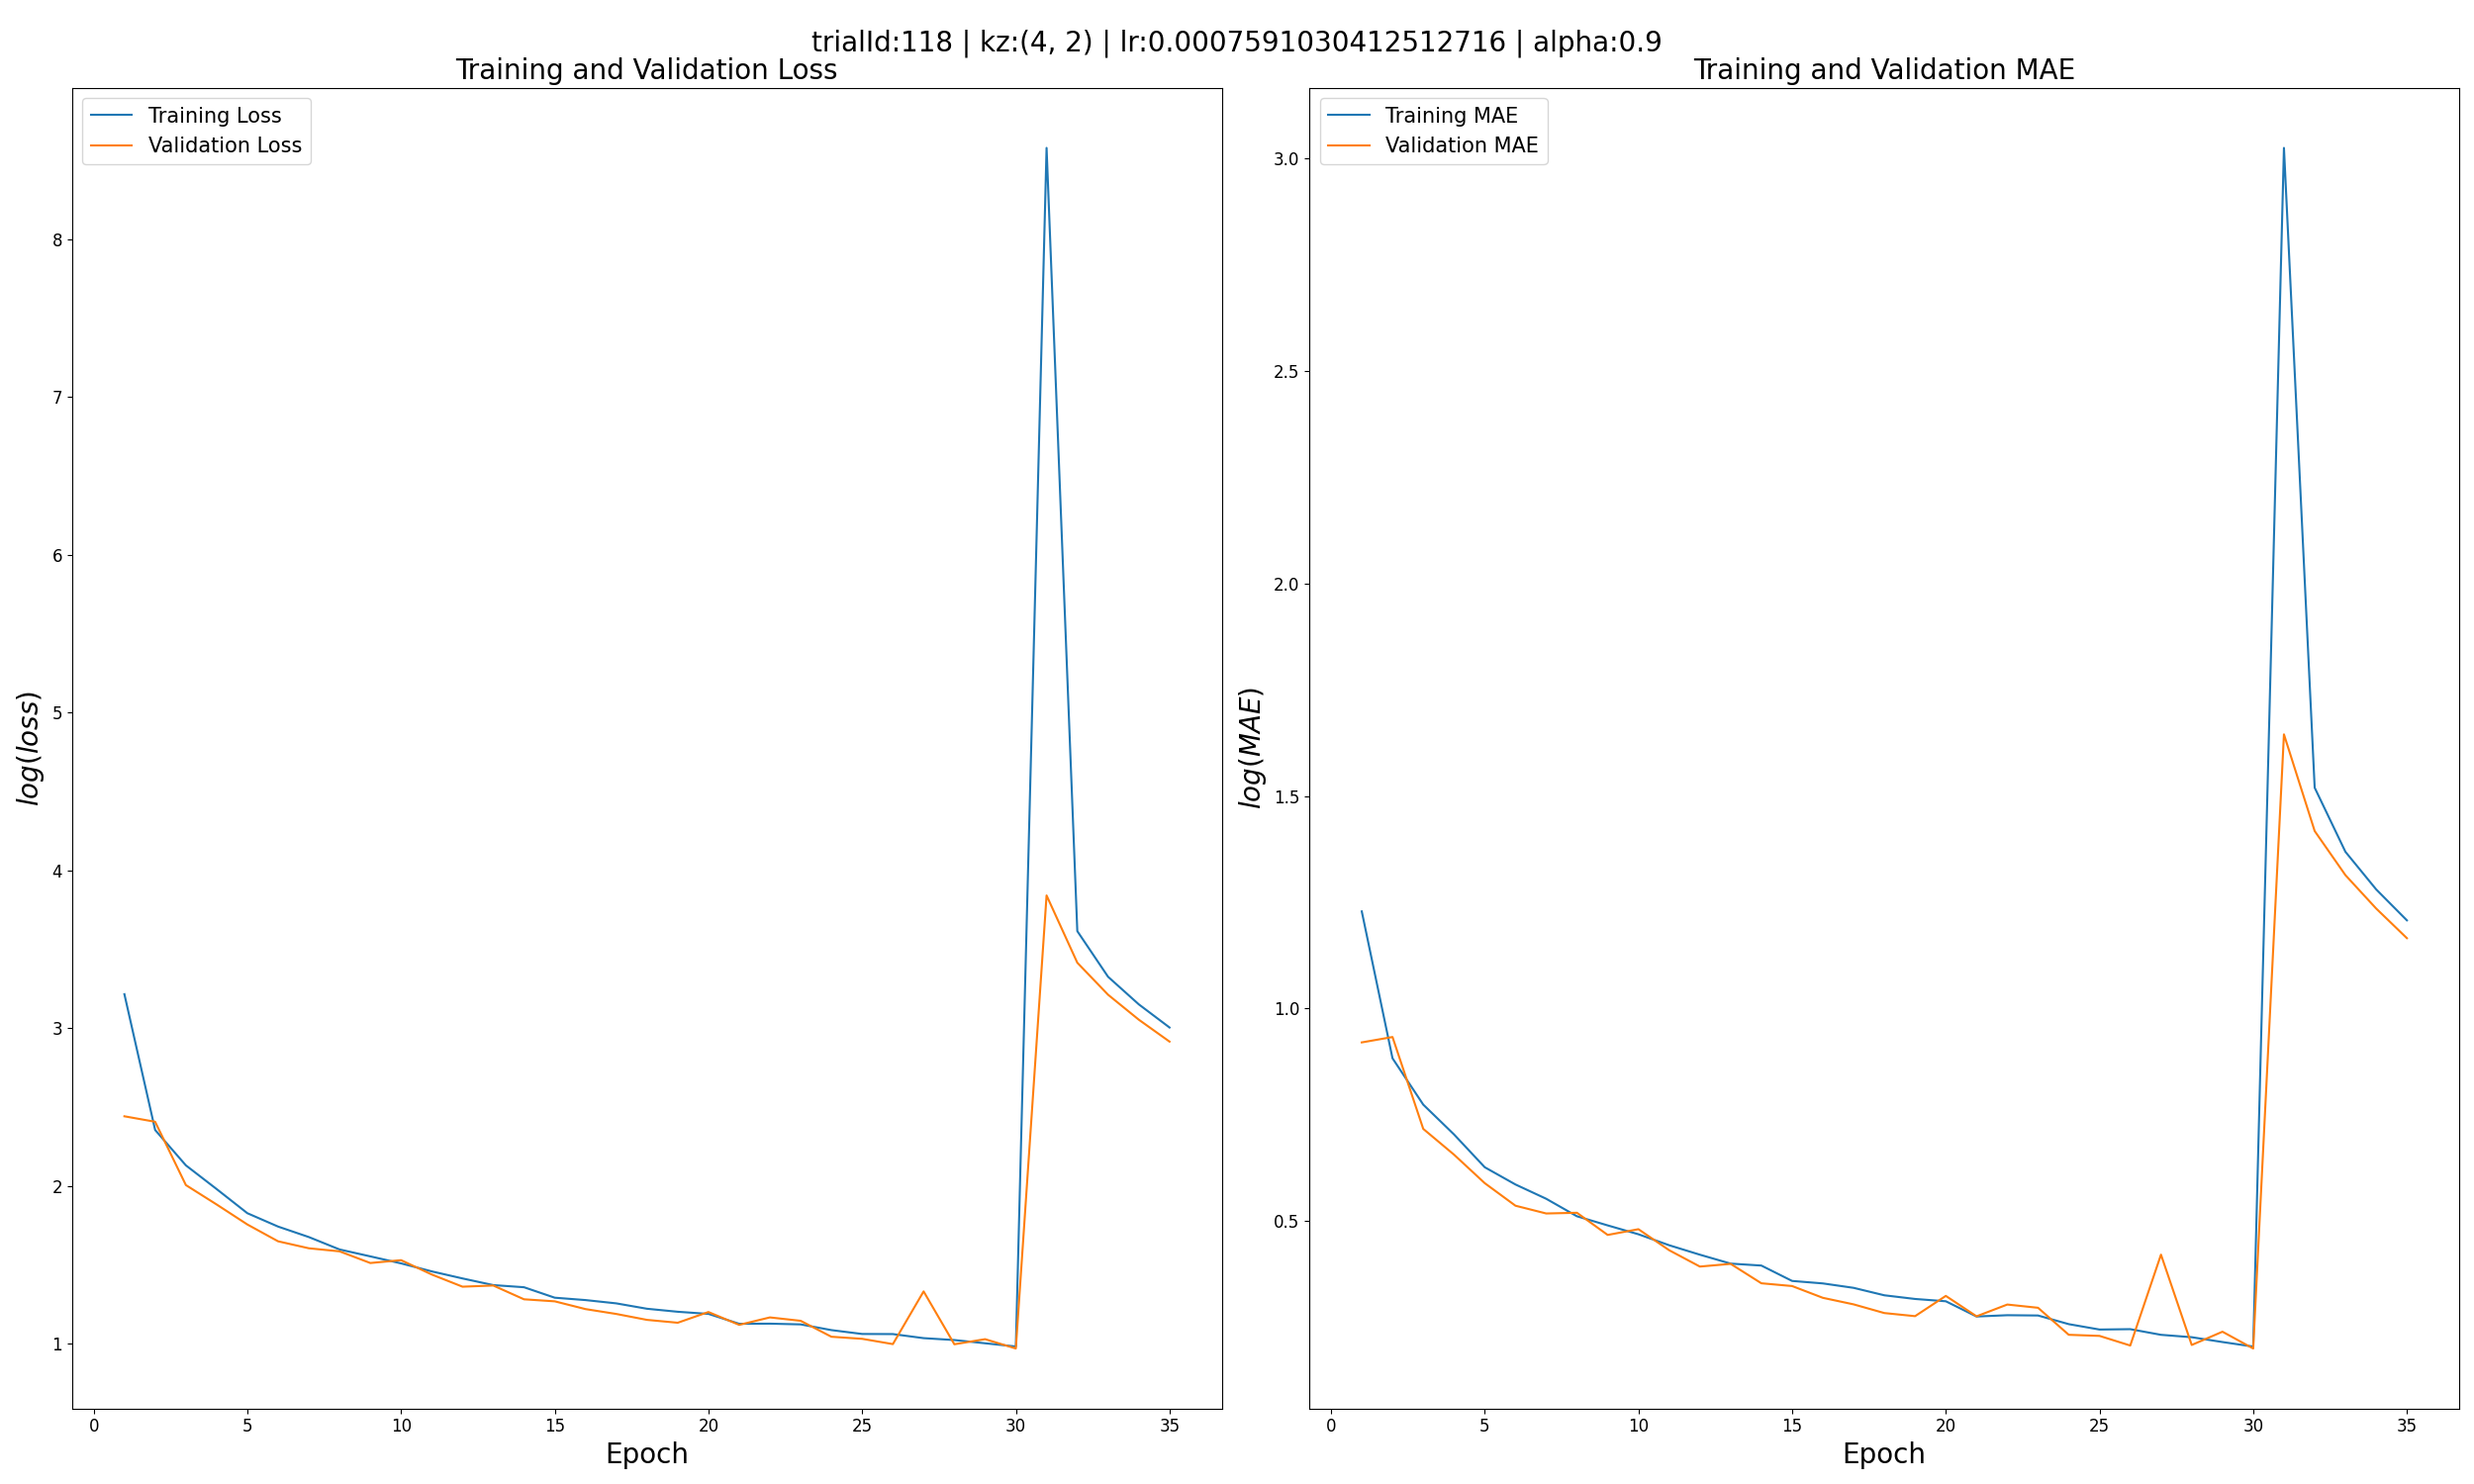 trialId:118 | kz:(4, 2) | lr:0.0007591030412512716 | alpha:0.9
Training and Validation Loss
Training Loss
Validation Loss
log(loss)
8
7
6
5
4
3
2
1
0 5 10 15 20 25 30 35
Epoch
Training and Validation MAE
Training MAE
Validation MAE
log(MAE)
3.0
2.5
2.0
1.5
1.0
0.5
0 5 10 15 20 25 30 35
Epoch